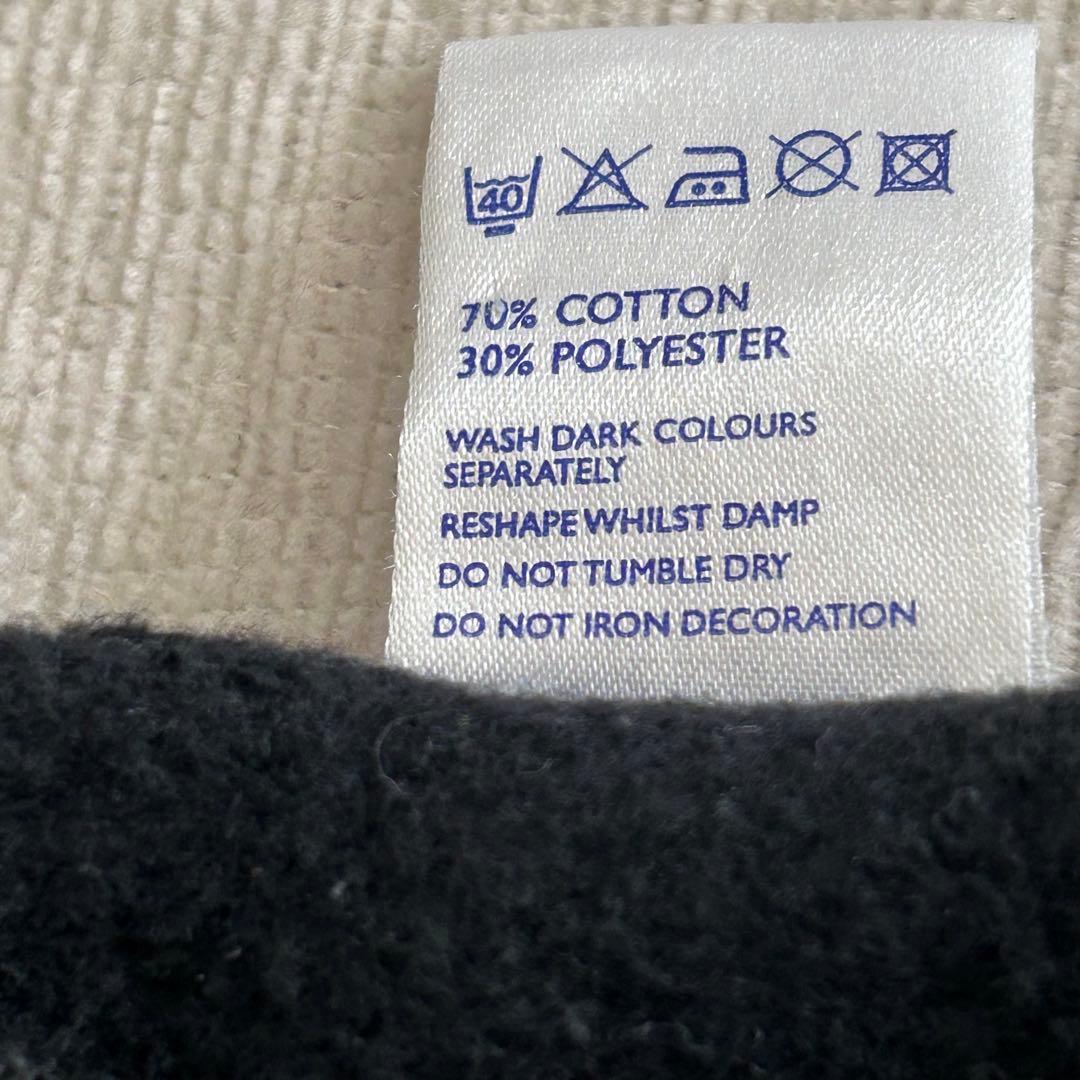 40
70% COTTON
30% POLYESTER
WASH DARK COLOURS
SEPARATELY
RESHAPE WHILST DAMP
DO NOT TUMBLE DRY
DO NOT IRON DECORATION